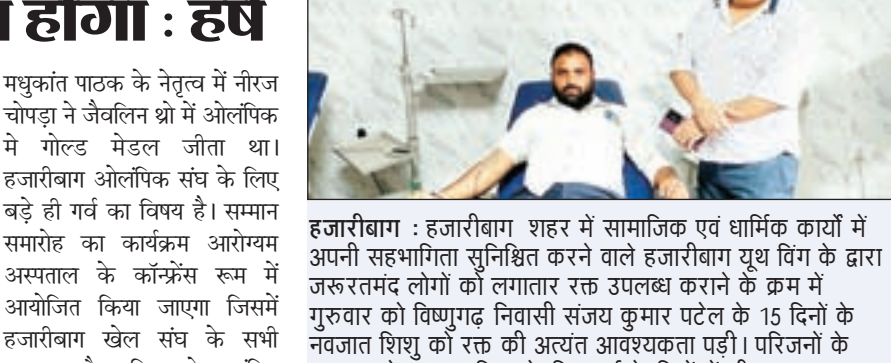 होगा : हर्ष
मधुकांत पाठक के नेतृत्व में नीरज
चोपड़ा ने जैवलिन थ्रो में ओलंपिक
मे गोल्ड मेडल जीता था।
हजारीबाग ओलंपिक संघ के लिए
बड़े ही गर्व का विषय है। सम्मान
समारोह का कार्यक्रम आरोग्यम
अस्पताल के कॉन्फ्रेंस रूम में
आयोजित किया जाएगा जिसमें
हजारीबाग खेल संघ के सभी
हजारीबाग : हजारीबाग शहर में सामाजिक एवं धार्मिक कार्यों में
अपनी सहभागिता सुनिश्चित करने वाले हजारीबाग यूथ विंग के द्वारा
जरूरतमंद लोगों को लगातार रक्त उपलब्ध कराने के क्रम में
गुरुवार को विष्णुगढ़ निवासी संजय कुमार पटेल के 15 दिनों के
नवजात शिशु को रक्त की अत्यंत आवश्यकता पड़ी। परिजनों के